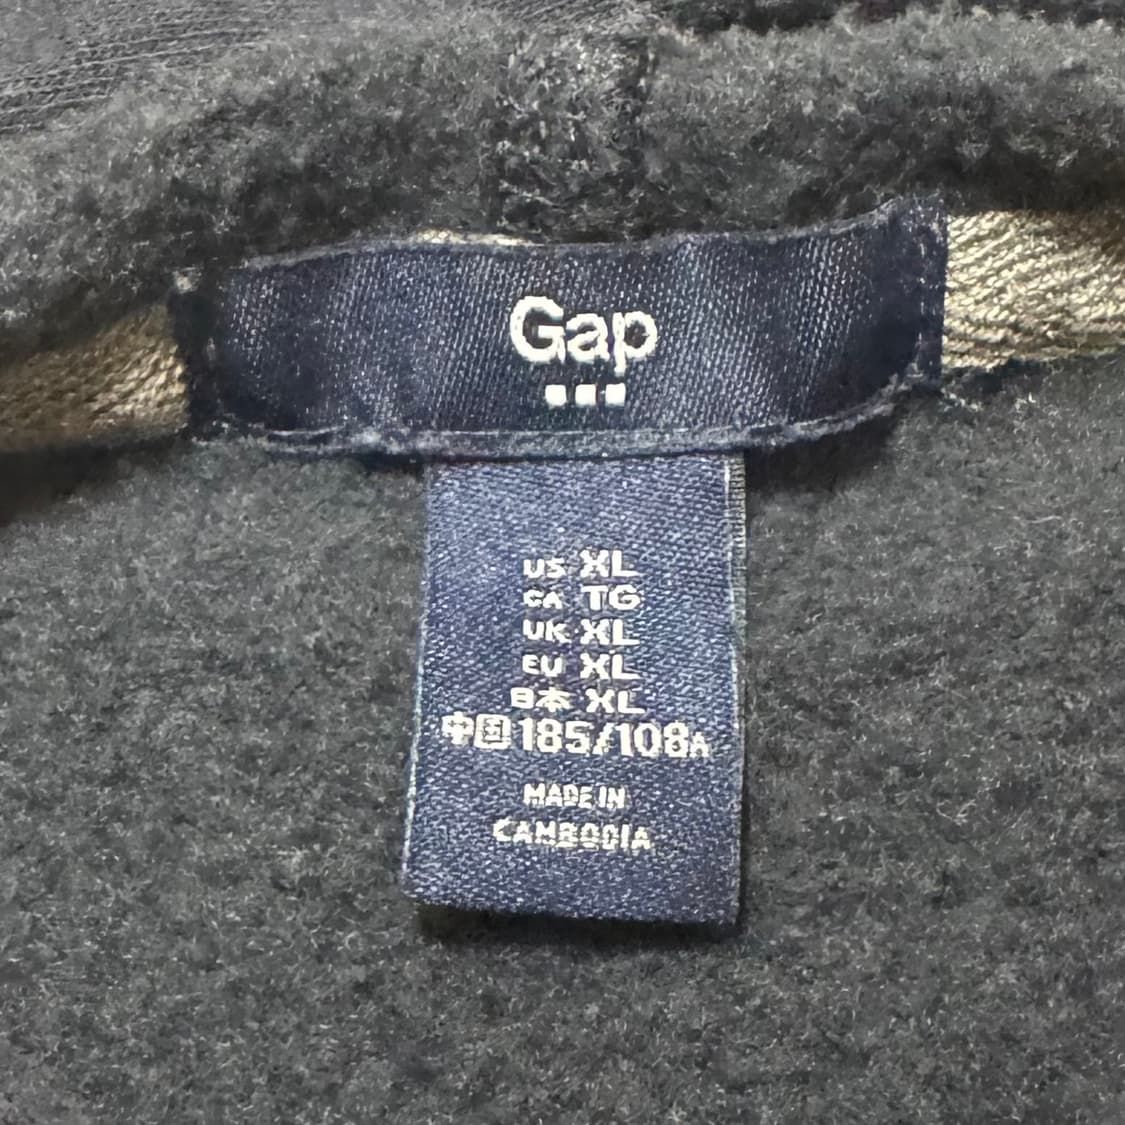 Gap
US XL
CA TG
UK XL
EU XL
日本 XL
中国 185/108A
MADE IN
CAMBODIA